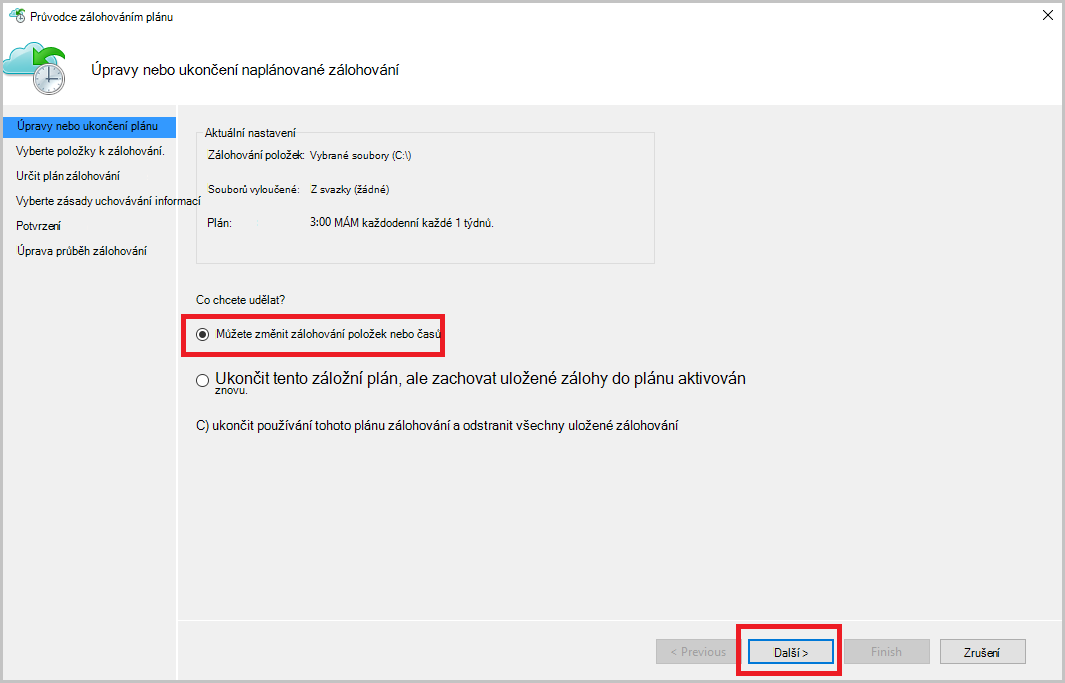 Průvodce zálohováním plánu
Úpravy nebo ukončení naplánované zálohování
Úpravy nebo ukončení plánu
Vyberte položky k zálohování.
Určit plán zálohování
Vyberte zásady uchovávání informací
Potvrzení
Úprava průběh zálohování
Aktuální nastavení
Zálohování položek: Vybrané soubory (C:\)
Souborů vyloučené: Z svazky (žádné)
Plán: 3:00 MÁM každodenní každé 1 týdnů.
Co chcete udělat?
Můžete změnit zálohování položek nebo časů
Ukončit tento záložní plán, ale zachovat uložené zálohy do plánu aktivován
znovu.
C) ukončit používání tohoto plánu zálohování a odstranit všechny uložené zálohování
< Previous Další > Finish Zrušení